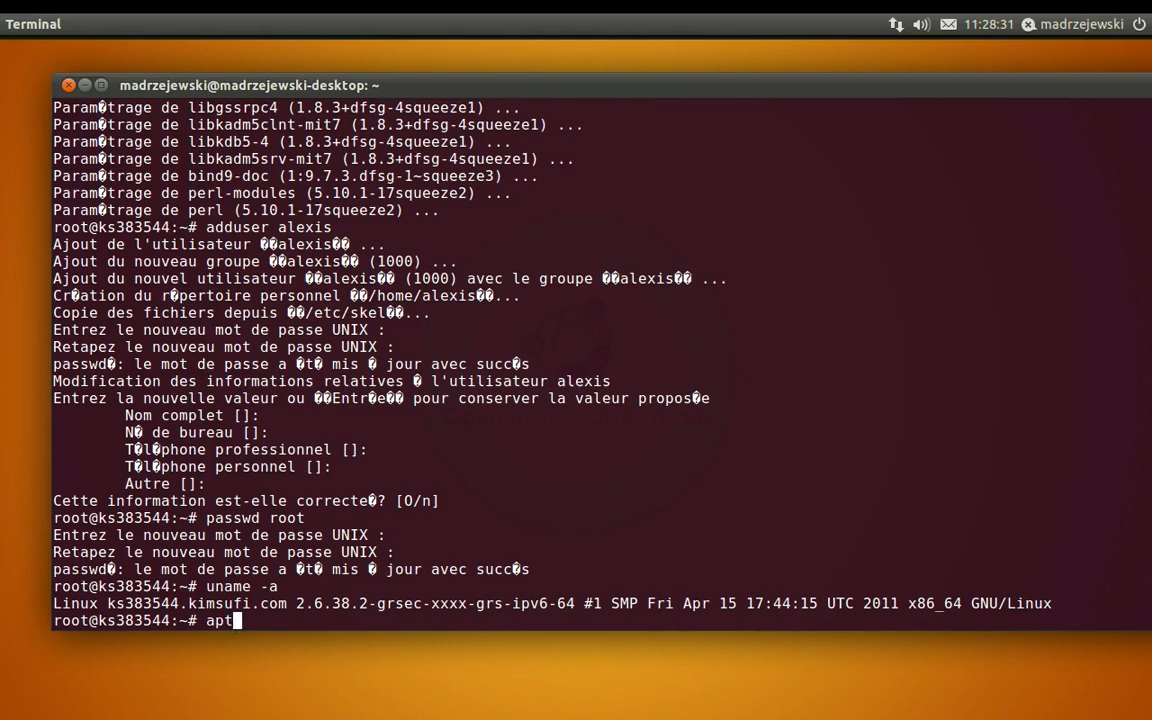 Terminal
11:28:31 madrzejewski
madrzejewski@madrzejewski-desktop: ~
Param�trage de libgssrpc4 (1.8.3+dfsg-4squeeze1) ...
Param�trage de libkadm5clnt-mit7 (1.8.3+dfsg-4squeeze1) ...
Param�trage de libkdb5-4 (1.8.3+dfsg-4squeeze1) ...
Param�trage de libkadm5srv-mit7 (1.8.3+dfsg-4squeeze1) ...
Param�trage de bind9-doc (1:9.7.3.dfsg-1~squeeze3) ...
Param�trage de perl-modules (5.10.1-17squeeze2) ...
Param�trage de perl (5.10.1-17squeeze2) ...
root@ks383544:~# adduser alexis
Ajout de l'utilisateur ��alexis�� ...
Ajout du nouveau groupe ��alexis�� (1000) ...
Ajout du nouvel utilisateur ��alexis�� (1000) avec le groupe ��alexis�� ...
Cr�ation du r�pertoire personnel ��/home/alexis��...
Copie des fichiers depuis ��/etc/skel��...
Entrez le nouveau mot de passe UNIX :
Retapez le nouveau mot de passe UNIX :
passwd�: le mot de passe a �t� mis � jour avec succ�s
Modification des informations relatives � l'utilisateur alexis
Entrez la nouvelle valeur ou ��Entr�e�� pour conserver la valeur propos�e
Nom complet []:
N� de bureau []:
T�l�phone professionnel []:
T�l�phone personnel []:
Autre []:
Cette information est-elle correcte�? [O/n]
root@ks383544:~# passwd root
Entrez le nouveau mot de passe UNIX :
Retapez le nouveau mot de passe UNIX :
passwd�: le mot de passe a �t� mis � jour avec succ�s
root@ks383544:~# uname -a
Linux ks383544.kimsufi.com 2.6.38.2-grsec-xxxx-grs-ipv6-64 #1 SMP Fri Apr 15 17:44:15 UTC 2011 x86_64 GNU/Linux
root@ks383544:~# apt